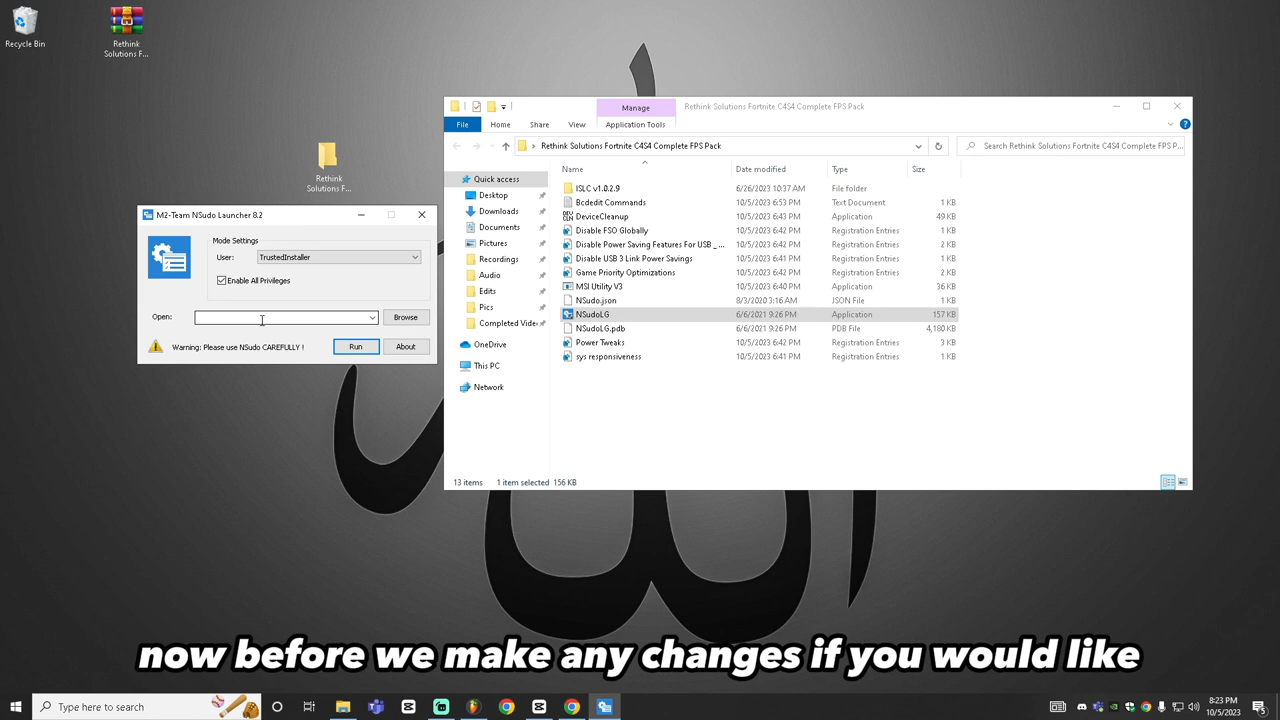 Recycle Bin
Rethink
Solutions F...
Rethink
Solutions F...
M2-Team NSudo Launcher 8.2
Mode Settings
User:
TrustedInstaller
Enable All Privileges
Open:
Browse
Warning: Please use NSudo CAREFULLY !
Run
About
Manage
Rethink Solutions Fortnite C4S4 Complete FPS Pack
File
Home
Share
View
Application Tools
Rethink Solutions Fortnite C4S4 Complete FPS Pack
Search Rethink Solutions Fortnite C4S4 Complete FPS P...
Quick access
Desktop
Downloads
Documents
Pictures
Recordings
Audio
Edits
Pics
Completed Vide
OneDrive
This PC
Network
Name Date modified Type Size
ISLC v1.0.2.9 6/26/2023 10:37 AM File folder
Bcdedit Commands 10/5/2023 6:53 PM Text Document 1 KB
DeviceCleanup 10/5/2023 6:43 PM Application 49 KB
Disable FSO Globally 10/5/2023 6:42 PM Registration Entries 1 KB
Disable Power Saving Features For USB _ ... 10/5/2023 6:42 PM Registration Entries 2 KB
Disable USB 3 Link Power Savings 10/5/2023 6:42 PM Registration Entries 1 KB
Game Priority Optimizations 10/5/2023 6:42 PM Registration Entries 2 KB
MSI Utility V3 10/5/2023 6:40 PM Application 36 KB
NSudo.json 8/3/2020 3:16 AM JSON File 1 KB
NSudoLG 6/6/2021 9:26 PM Application 157 KB
NSudoLG.pdb 6/6/2021 9:26 PM PDB File 4,180 KB
Power Tweaks 10/5/2023 6:42 PM Registration Entries 3 KB
sys responsiveness 10/5/2023 6:41 PM Registration Entries 1 KB
13 items 1 item selected 156 KB
now before we make any changes if you would like
Type here to search
8:23 PM
10/5/2023